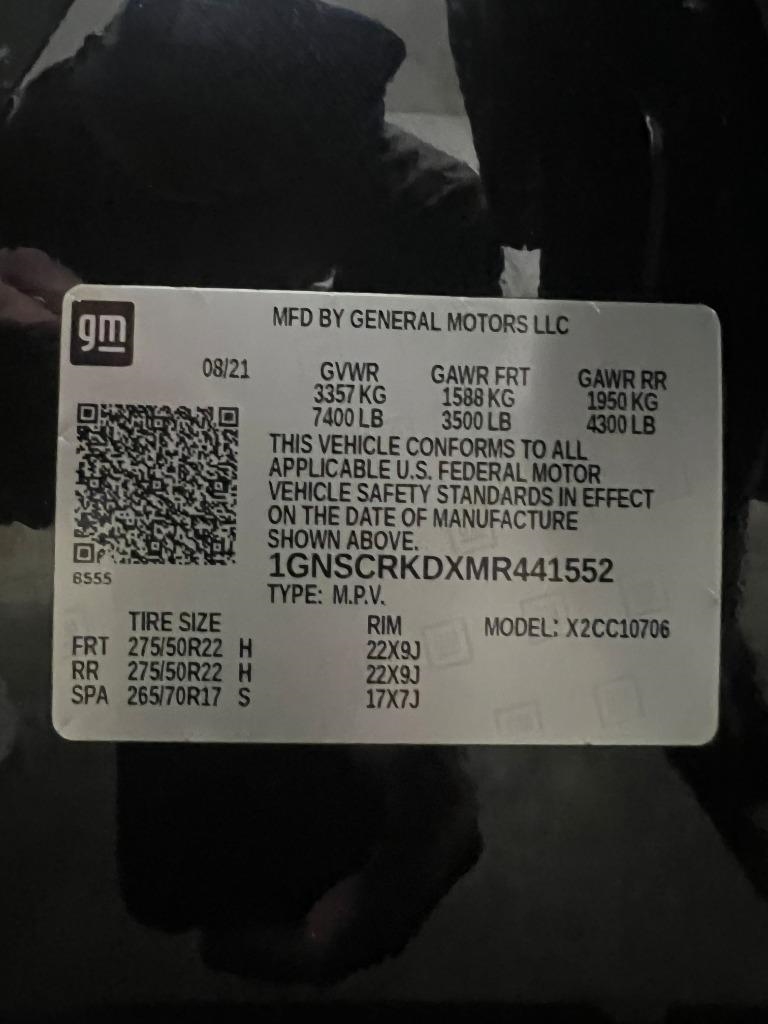 gm
MFD BY GENERAL MOTORS LLC
08/21 GVWR GAWR FRT GAWR RR
3357 KG 1588 KG 1950 KG
7400 LB 3500 LB 4300 LB
THIS VEHICLE CONFORMS TO ALL
APPLICABLE U.S. FEDERAL MOTOR
VEHICLE SAFETY STANDARDS IN EFFECT
ON THE DATE OF MANUFACTURE
SHOWN ABOVE.
1GNSCRKDXMR441552
6555
TYPE: M.P.V.
TIRE SIZE RIM MODEL: X2CC10706
FRT 275/50R22 H 22X9J
RR 275/50R22 H 22X9J
SPA 265/70R17 S 17X7J